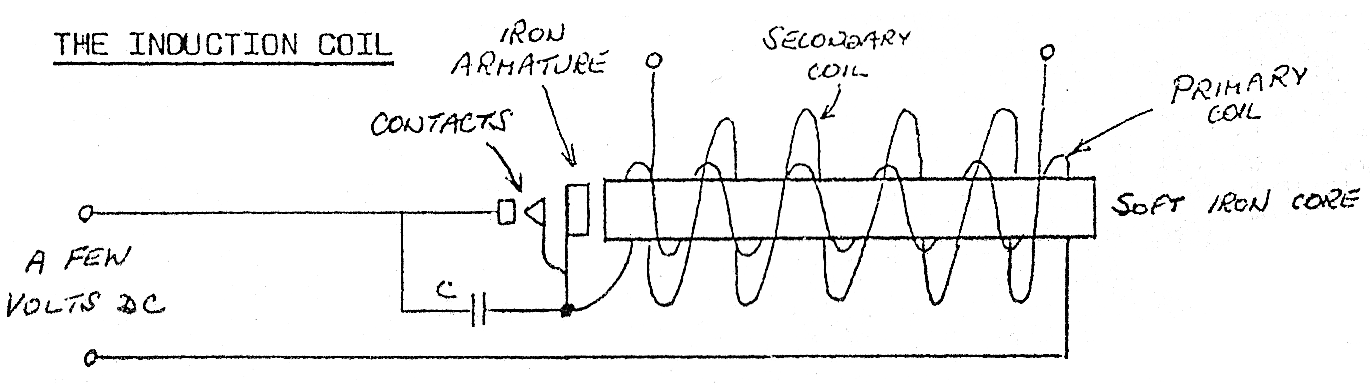 THE INDUCTION COIL
IRON
ARMATURE
SECONDARY
COIL
PRIMARY
COIL
CONTACTS
SOFT IRON CORE
A FEW
VOLTS DC
C